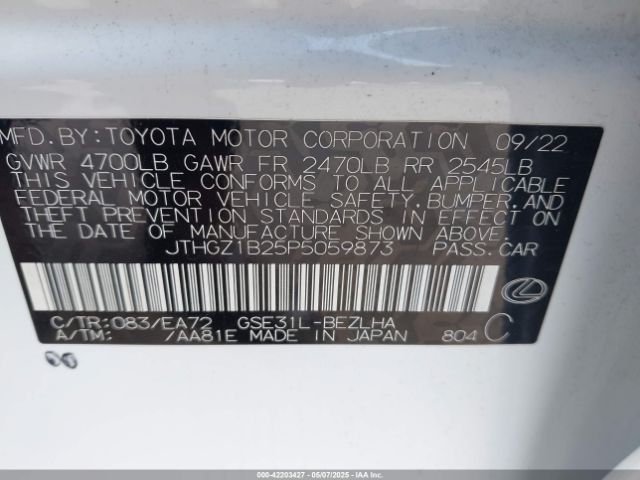 MFD.BY:TOYOTA MOTOR CORPORATION 09/22
GVWR 4700LB GAWR FR 2470LB RR 2545LB
THIS VEHICLE CONFORMS TO ALL APPLICABLE
FEDERAL MOTOR VEHICLE SAFETY,BUMPER,AND
THEFT PREVENTION STANDARDS IN EFFECT ON
THE DATE OF MANUFACTURE SHOWN ABOVE.
JTHGZ1B25P5059873 PASS.CAR
C/TR:083/EA72 GSE31L-BEZLHA
A/TM: /AA81E MADE IN JAPAN 804 C
000-42203427 - 05/07/2025 - IAAI.CA